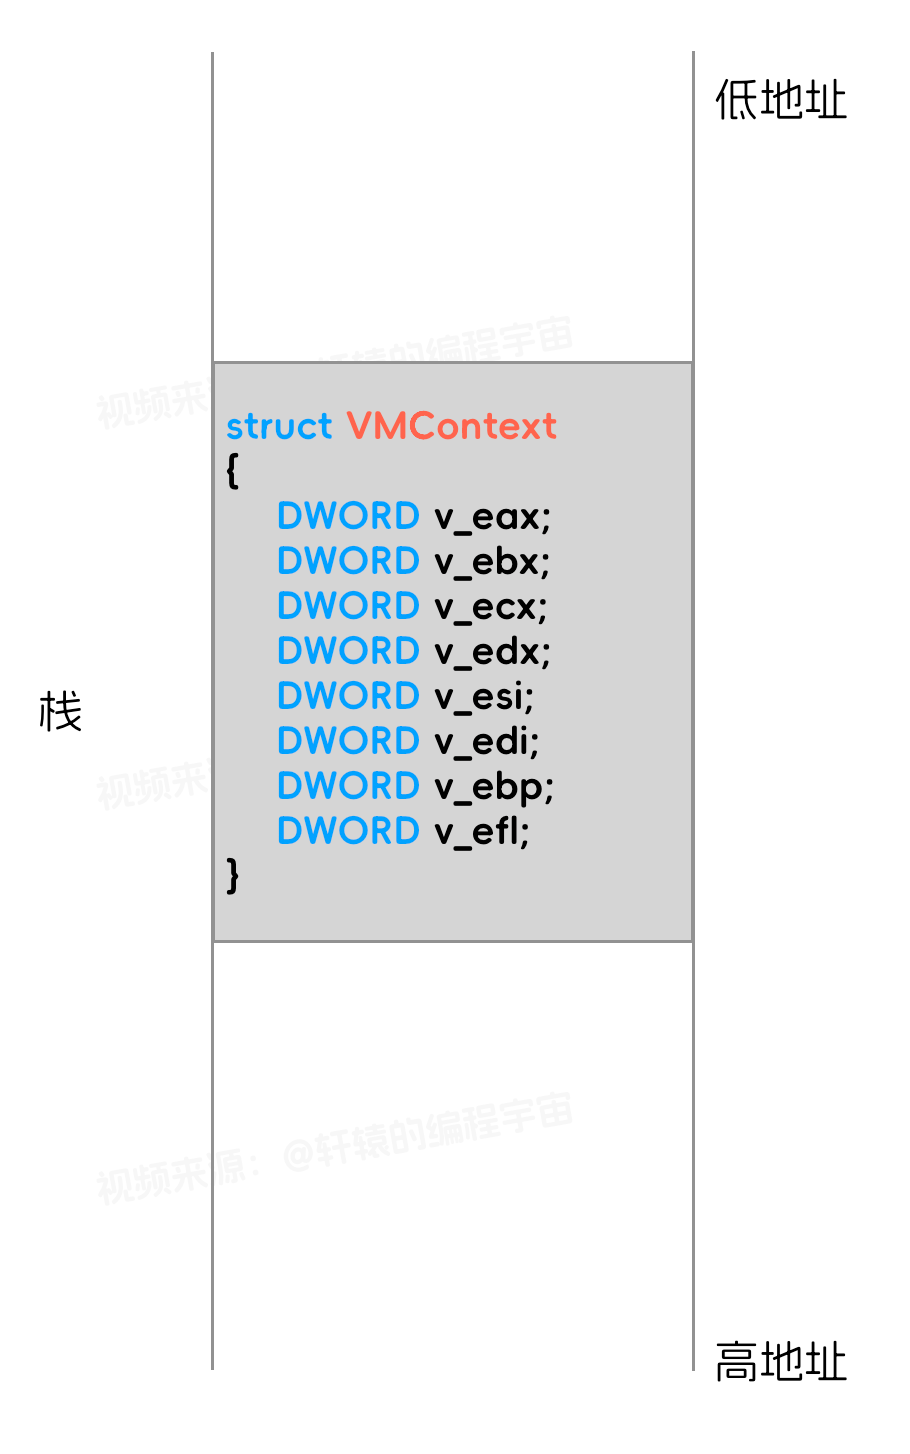 低地址
轩辕的编程宇宙
视频来源
struct VMContext
{
DWORD v_eax;
DWORD v_ebx;
DWORD v_ecx;
DWORD v_edx;
DWORD v_esi;
栈
DWORD v_edi;
视频来源
DWORD v_ebp;
DWORD v_efl;
}
视频来源：@轩辕的编程宇宙
高地址